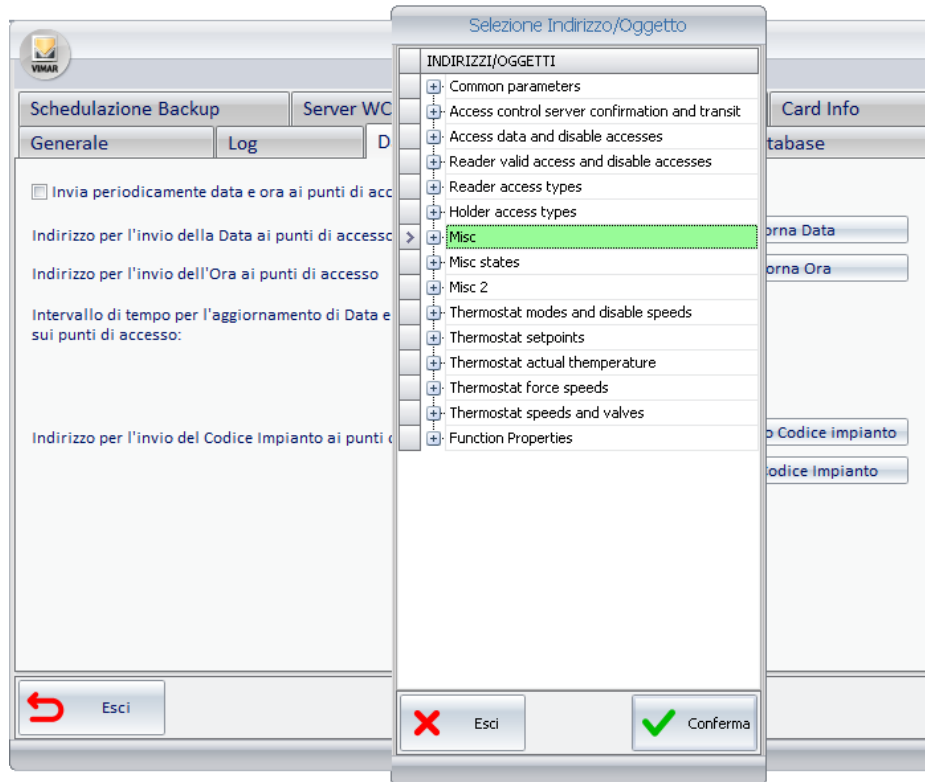 Selezione Indirizzo/Oggetto
VIMAR
INDIRIZZI/OGGETTI
Common parameters
Access control server confirmation and transit
Access data and disable accesses
Reader valid access and disable accesses
Reader access types
Holder access types
Misc
Misc states
Misc 2
Thermostat modes and disable speeds
Thermostat setpoints
Thermostat actual themperature
Thermostat force speeds
Thermostat speeds and valves
Function Properties
Esci
Conferma
Schedulazione Backup
Server WC
Card Info
Generale
Log
D
tabase
Invia periodicamente data e ora ai punti di acc
Indirizzo per l'invio della Data ai punti di accesso
orna Data
Indirizzo per l'invio dell'Ora ai punti di accesso
orna Ora
Intervallo di tempo per l'aggiornamento di Data e
sui punti di accesso:
Indirizzo per l'invio del Codice Impianto ai punti
o Codice impianto
Codice Impianto
Esci